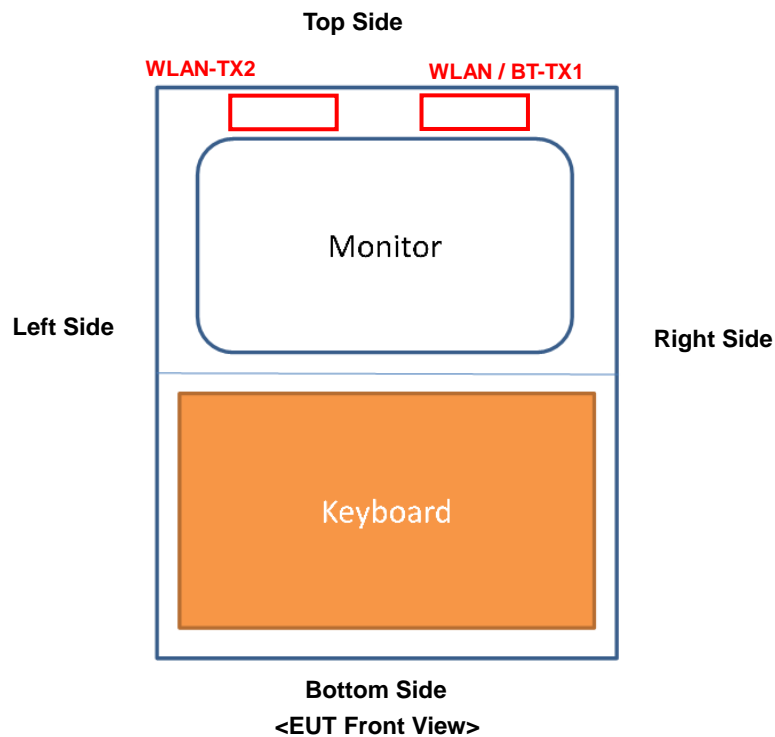 Top Side
WLAN-TX2
WLAN / BT-TX1
Monitor
Left Side
Right Side
Keyboard
Bottom Side
<EUT Front View>